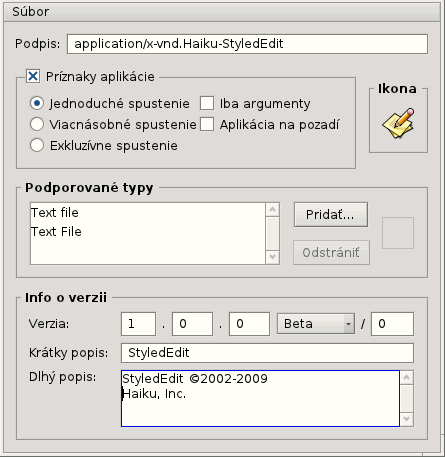 Súbor
Podpis: application/x-vnd.Haiku-StyledEdit
Príznaky aplikácie
Jednoduché spustenie Iba argumenty
Viacnásobné spustenie Aplikácia na pozadí
Exkluzívne spustenie
Ikona
Podporované typy
Text file
Text File
Pridať...
Odstrániť
Info o verzii
Verzia: 1 . 0 . 0 Beta / 0
Krátky popis: StyledEdit
Dlhý popis: StyledEdit ©2002-2009
Haiku, Inc.